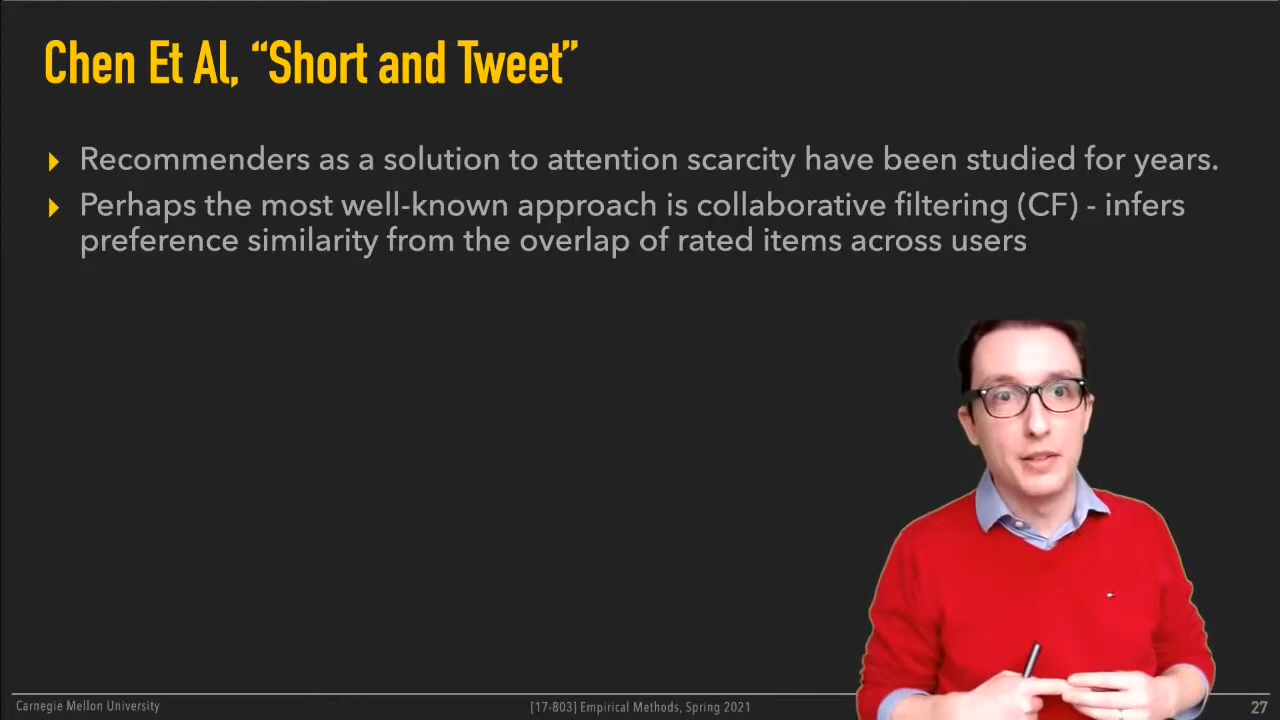 Chen Et Al, “Short and Tweet”
Recommenders as a solution to attention scarcity have been studied for years.
Perhaps the most well-known approach is collaborative filtering (CF) - infers
preference similarity from the overlap of rated items across users
Carnegie Mellon University
[17-803] Empirical Methods, Spring 2021
27